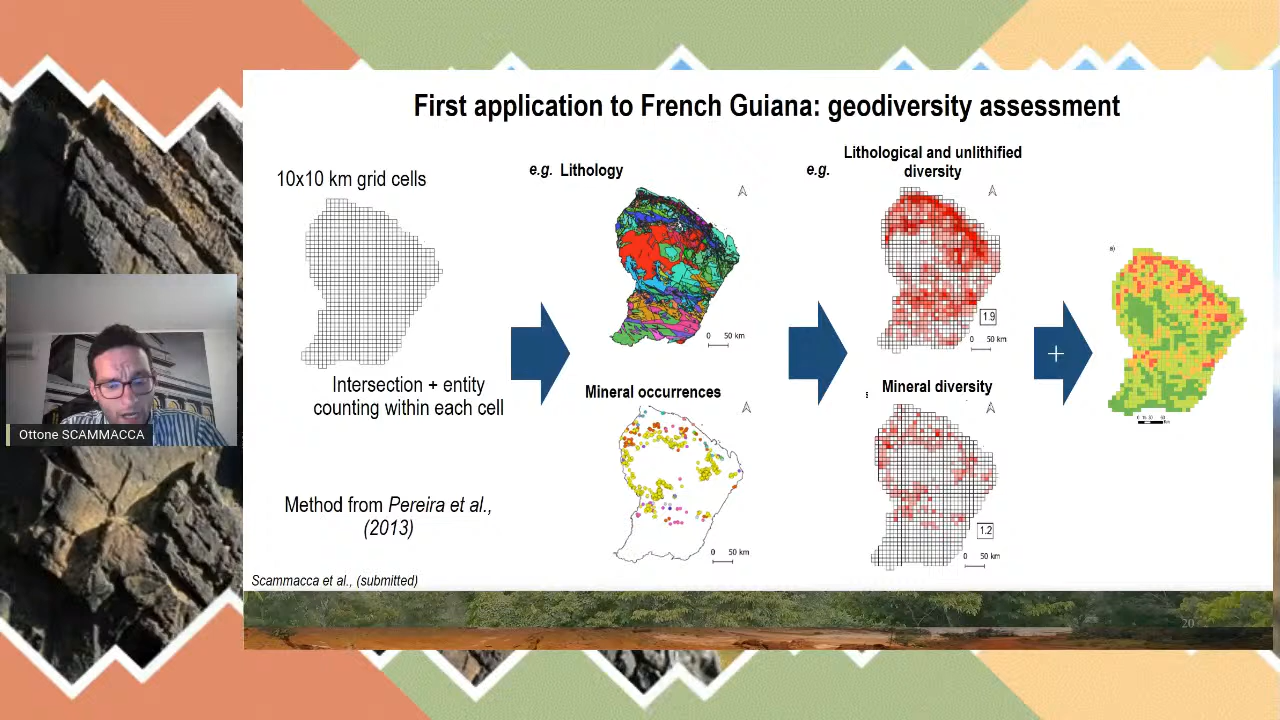 First application to French Guiana: geodiversity assessment
10x10 km grid cells
Intersection + entity
counting within each cell
Method from Pereira et al.,
(2013)
Scammacca et al., (submitted)
e.g. Lithology
0 50 km
Mineral occurrences
0 50 km
e.g.
Lithological and unlithified
diversity
1.9
0 50 km
Mineral diversity
s
1.2
0 50 km
+
a)
20
Ottone SCAMMACCA